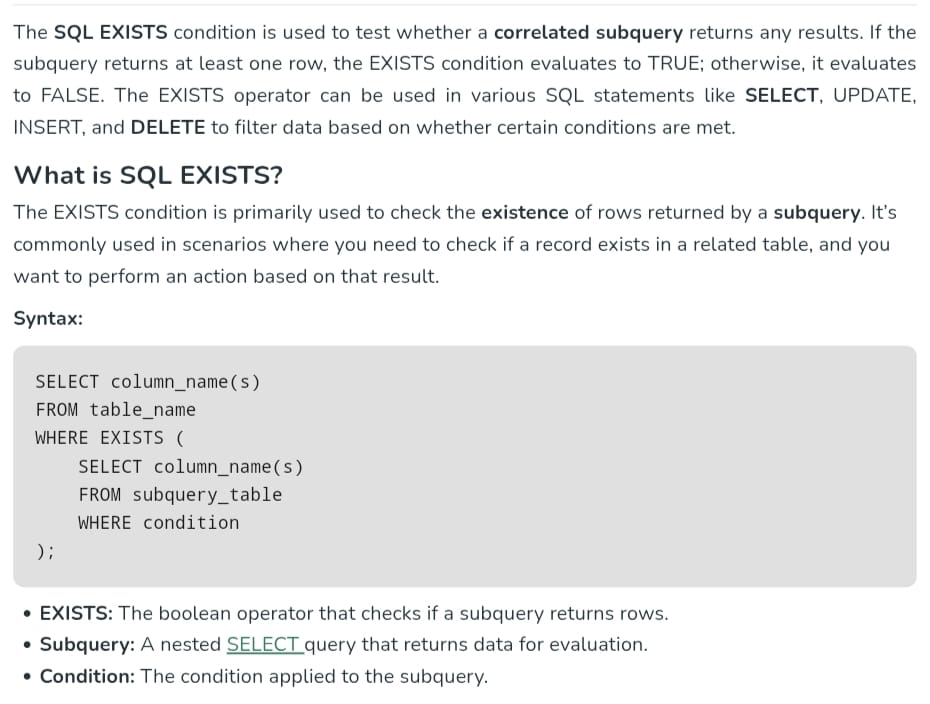 The SQL EXISTS condition is used to test whether a correlated subquery returns any results. If the
subquery returns at least one row, the EXISTS condition evaluates to TRUE; otherwise, it evaluates
to FALSE. The EXISTS operator can be used in various SQL statements like SELECT, UPDATE,
INSERT, and DELETE to filter data based on whether certain conditions are met.
What is SQL EXISTS?
The EXISTS condition is primarily used to check the existence of rows returned by a subquery. It’s
commonly used in scenarios where you need to check if a record exists in a related table, and you
want to perform an action based on that result.
Syntax:
SELECT column_name(s)
FROM table_name
WHERE EXISTS (
    SELECT column_name(s)
    FROM subquery_table
    WHERE condition
);
• EXISTS: The boolean operator that checks if a subquery returns rows.
• Subquery: A nested SELECT query that returns data for evaluation.
• Condition: The condition applied to the subquery.